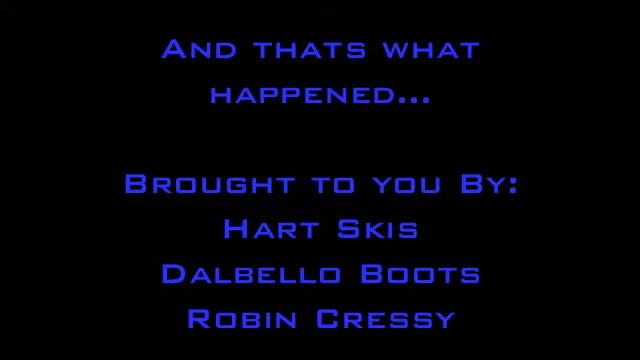 And thats what
happened...
Brought to you By:
Hart Skis
Dalbello Boots
Robin Cressy